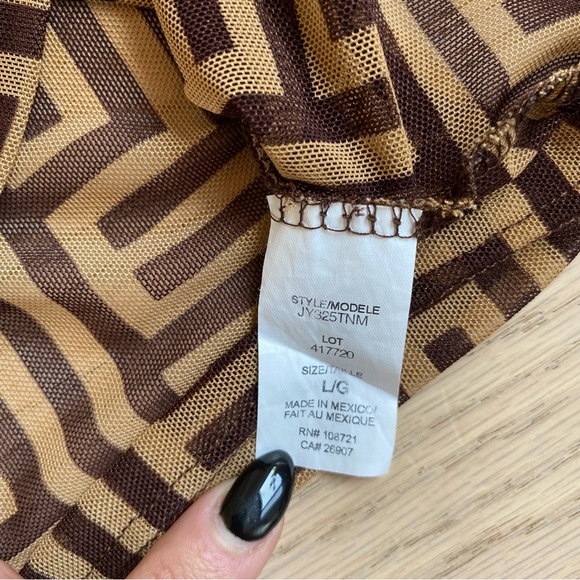 STYLE/MODELE
JY325TNM
LOT
417720
SIZE/TAILLE
L/G
MADE IN MEXICO/
FAIT AU MEXIQUE
RN# 108721
CA# 26907